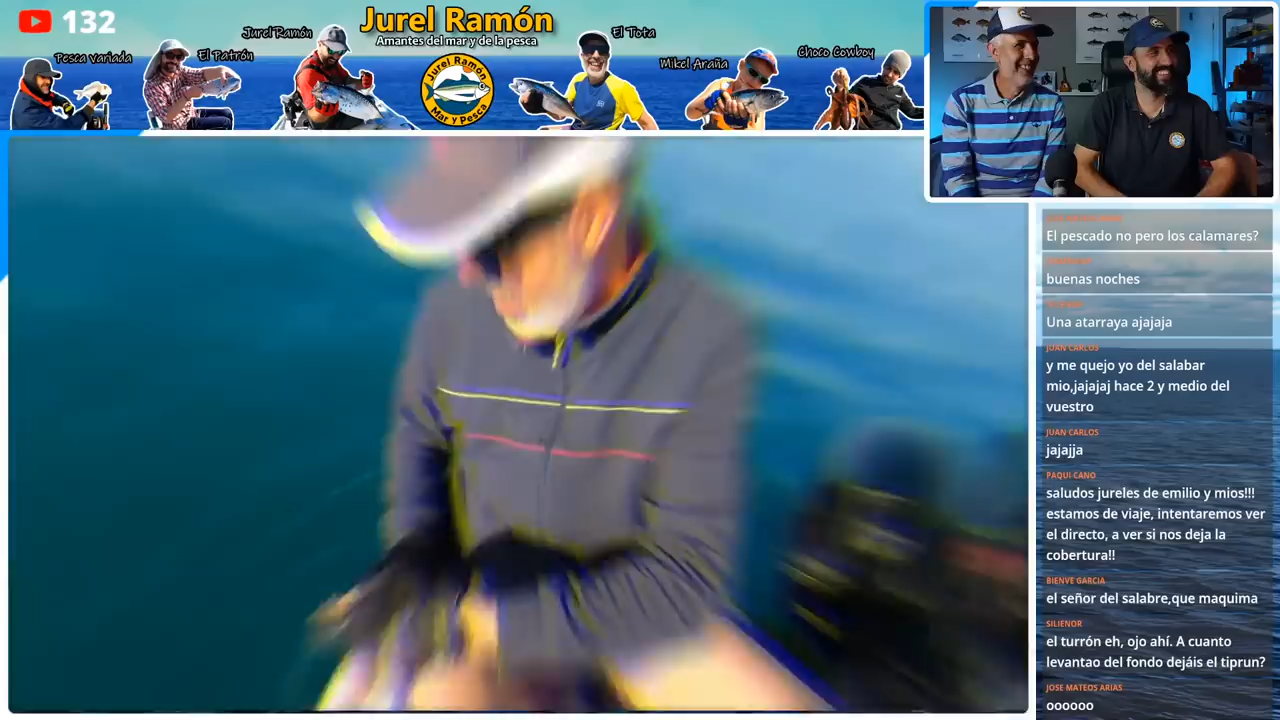 132
Jurel Ramón
Amantes del mar y de la pesca
Pesca variada
El Patrón
Jurel Ramón
El Tota
Mikel Araña
Choco Cowboy
Jurel Ramón
Mar y Pesca
El pescado no pero los calamares?
buenas noches
Una atarraya ajajaja
JUAN CARLOS
y me quejo yo del salabar
mio,jajajaj hace 2 y medio del
vuestro
JUAN CARLOS
jajajja
PAQUI CANO
saludos jureles de emilio y mios!!!
estamos de viaje, intentaremos ver
el directo, a ver si nos deja la
cobertura!!
BIENVE GARCIA
el señor del salabre,que maquima
SILIENOR
el turrón eh, ojo ahí. A cuanto
levantao del fondo dejáis el tiprun?
JOSE MATEOS ARIAS
oooooo